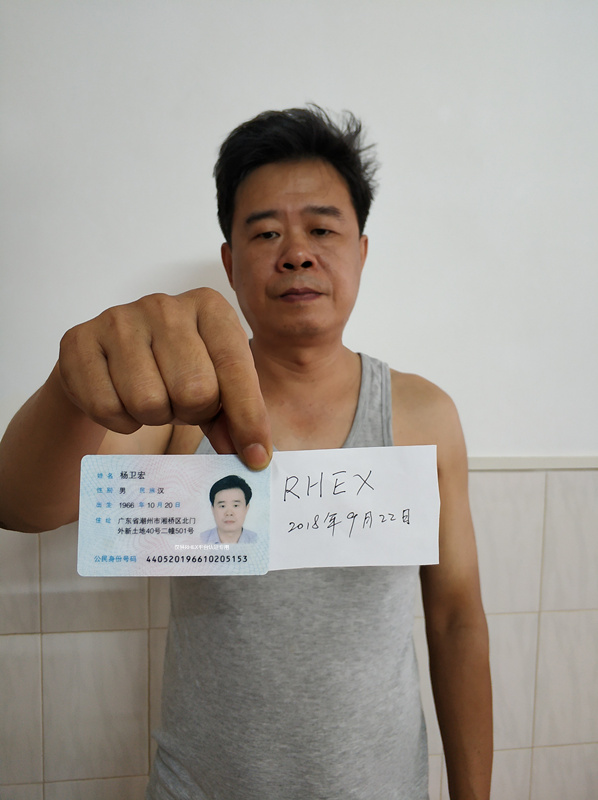 姓名 杨卫宏
性别 男 民族 汉
出生 1966 年 10 月 20 日
住址 广东省潮州市湘桥区北门
外新土地40号二幢501号
公民身份号码 440520196610205153
RHEX
2018年9月22日